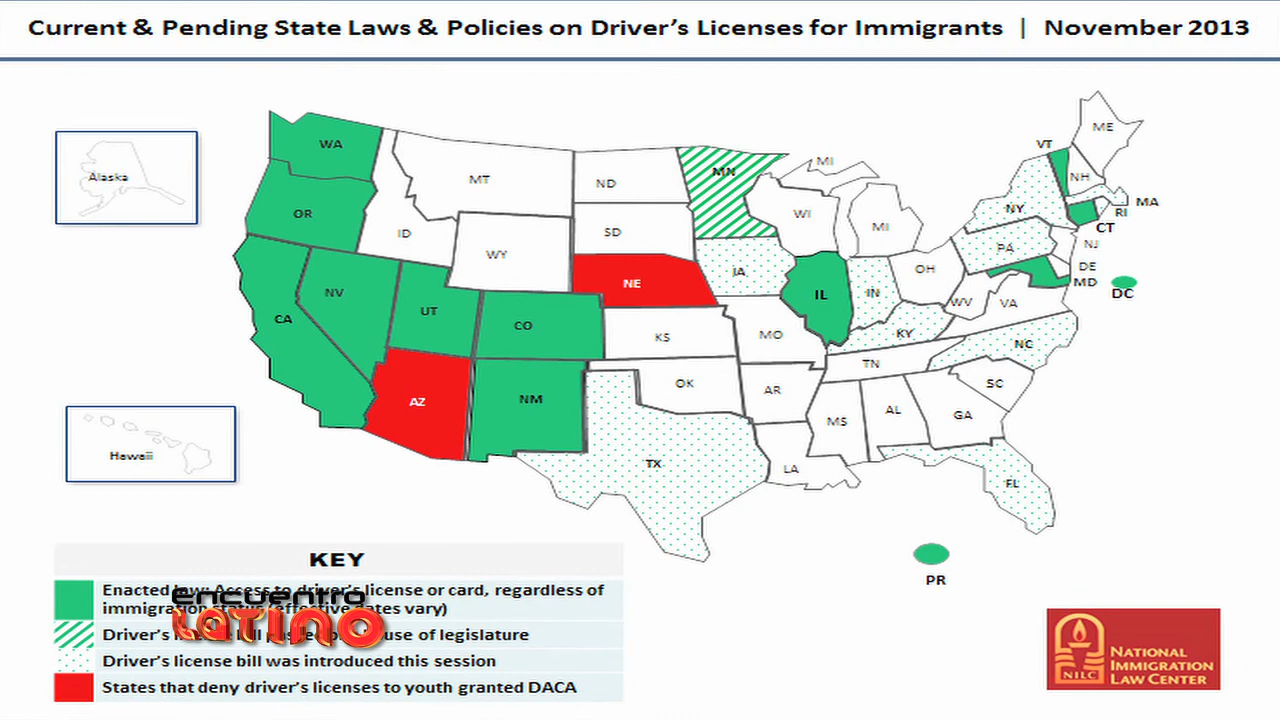 Current & Pending State Laws & Policies on Driver's Licenses for Immigrants | November 2013
Alaska
Hawaii
WA
OR
CA
NV
ID
MT
WY
UT
CO
AZ
NM
ND
SD
NE
KS
OK
TX
MN
IA
MO
AR
LA
WI
IL
MI
MI
IN
OH
KY
TN
MS
AL
GA
FL
SC
NC
VA
WV
PA
NY
VT
NH
ME
MA
RI
CT
NJ
DE
MD
DC
PR
KEY
Enacted law: Access to driver's license or card, regardless of
immigration status (effective dates vary)
Driver's license bill passed use of legislature
Driver's license bill was introduced this session
States that deny driver's licenses to youth granted DACA
ENCUENTRO
LATINO
NILC
NATIONAL
IMMIGRATION
LAW CENTER